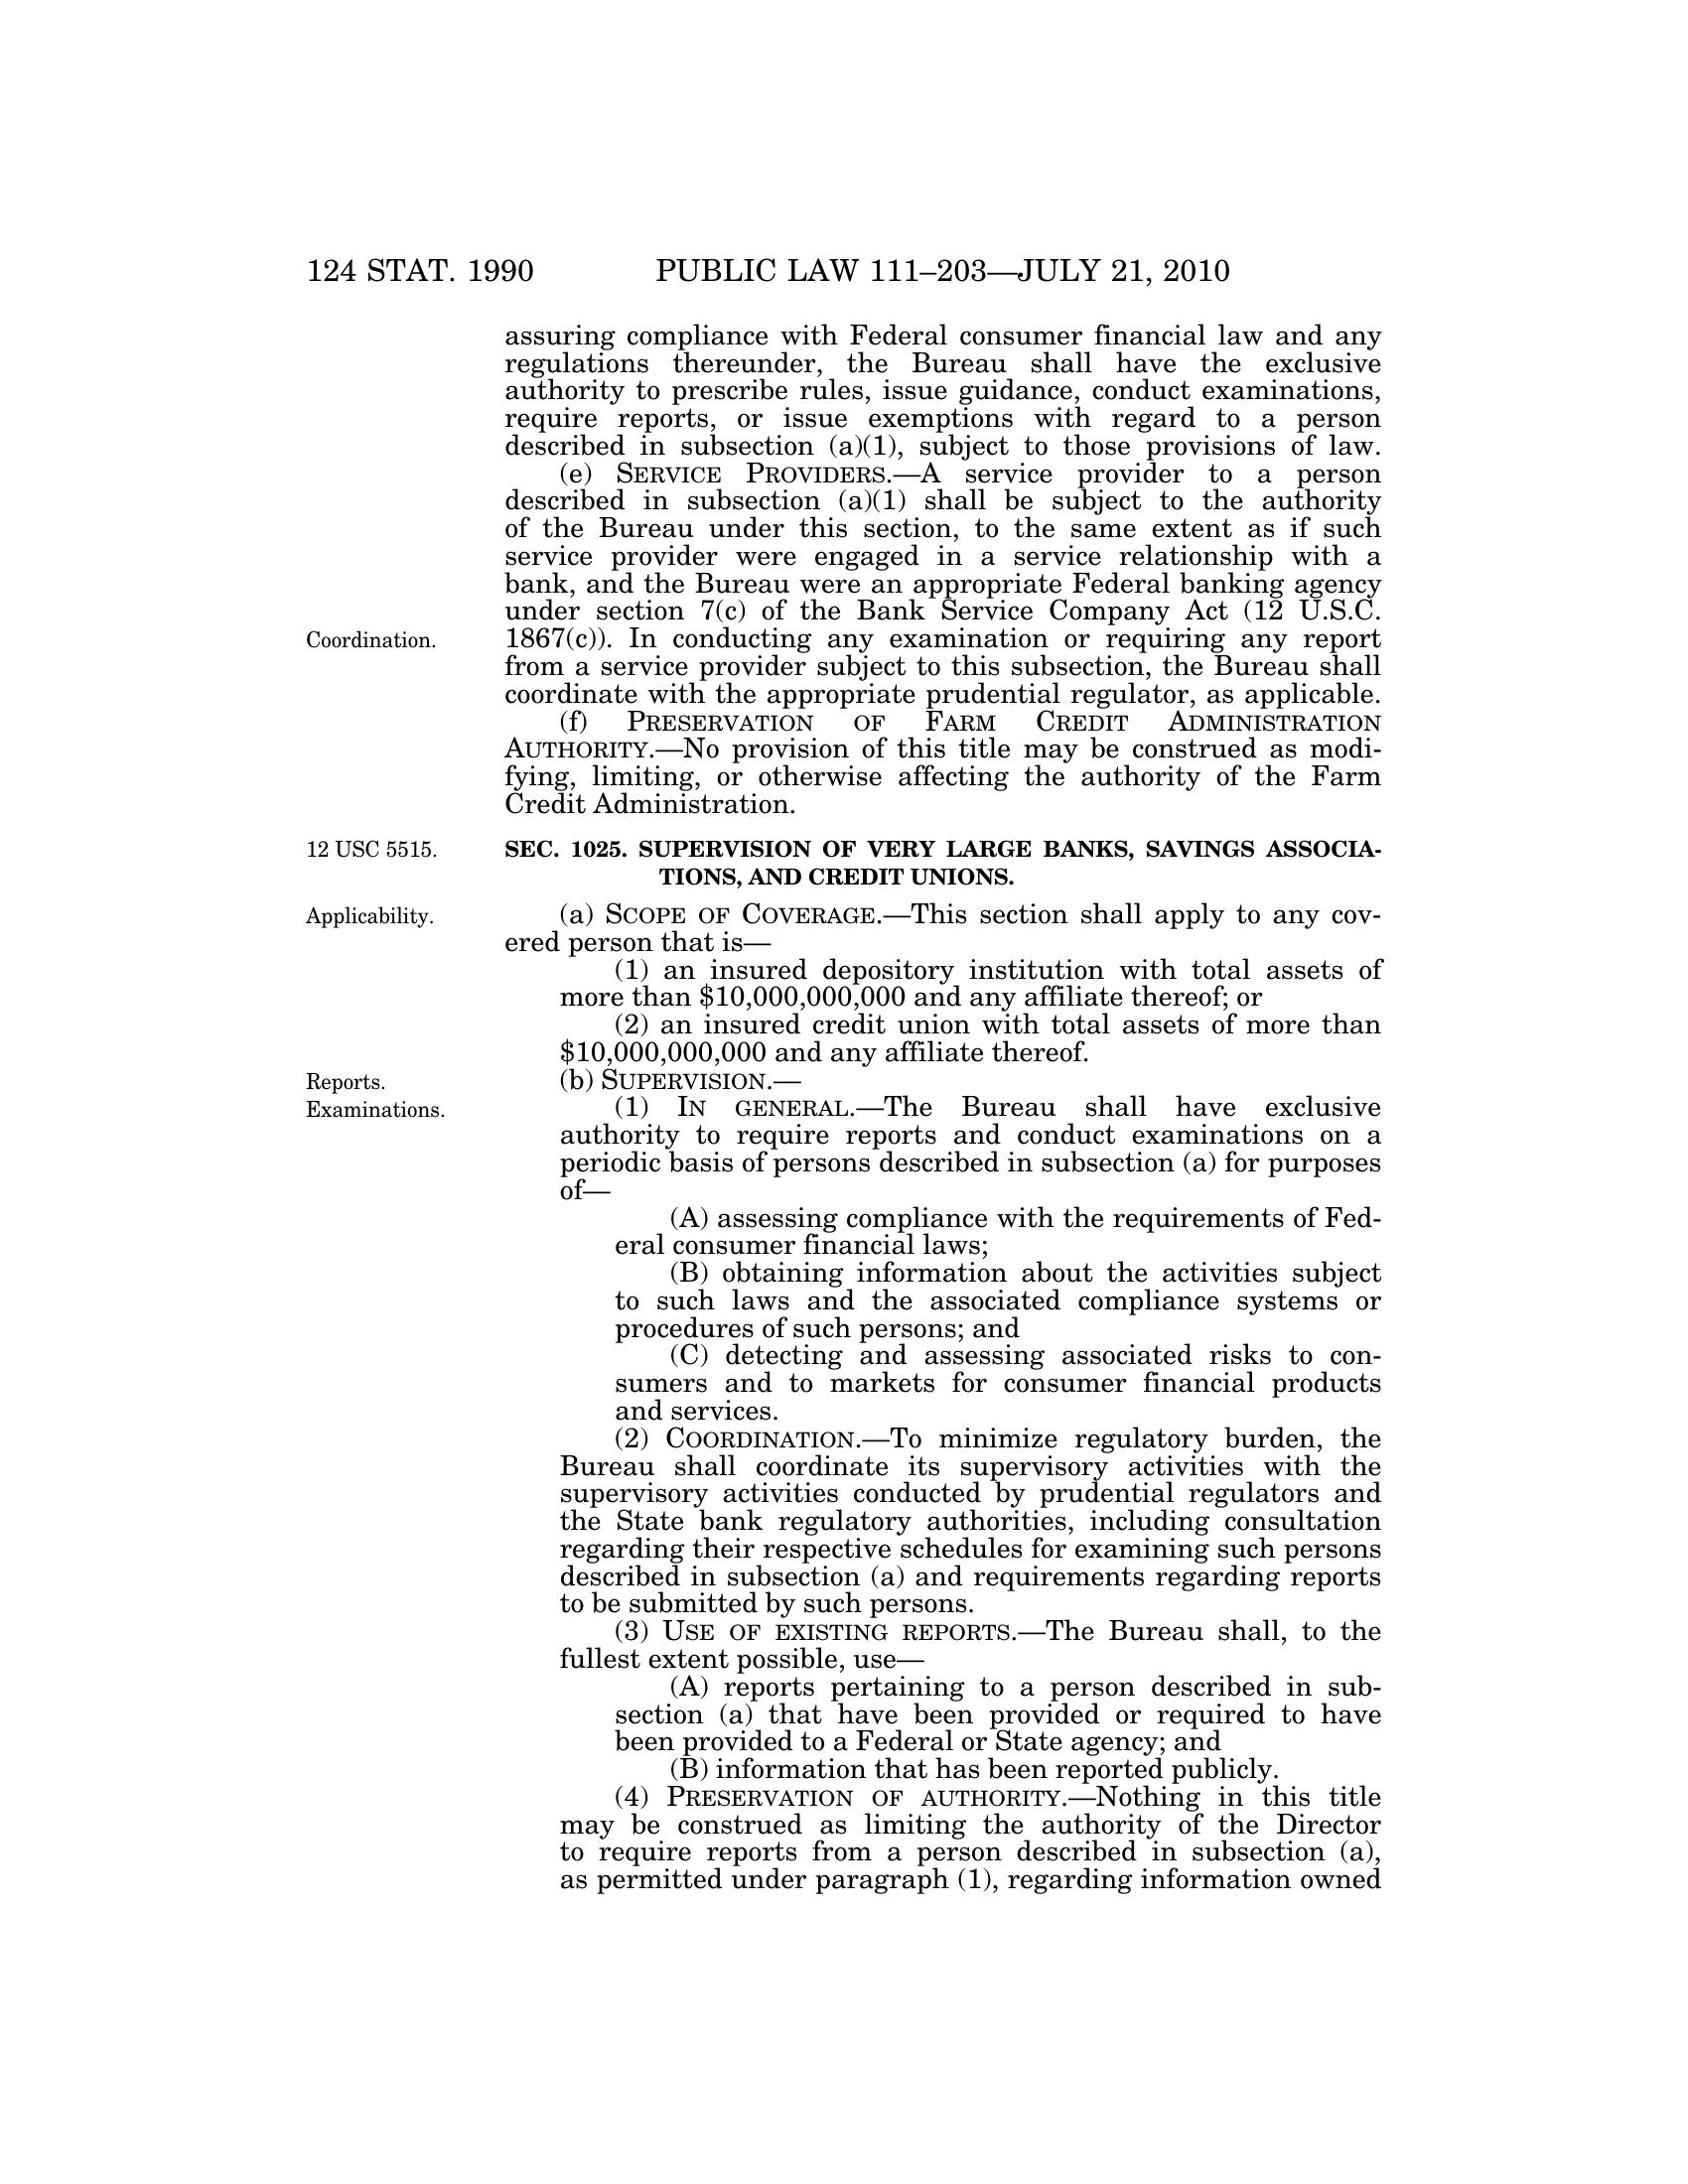 124 STAT. 1990 PUBLIC LAW 111–203—JULY 21, 2010
assuring compliance with Federal consumer financial law and any
regulations thereunder, the Bureau shall have the exclusive
authority to prescribe rules, issue guidance, conduct examinations,
require reports, or issue exemptions with regard to a person
described in subsection (a)(1), subject to those provisions of law.
(e) SERVICE PROVIDERS.—A service provider to a person
described in subsection (a)(1) shall be subject to the authority
of the Bureau under this section, to the same extent as if such
service provider were engaged in a service relationship with a
bank, and the Bureau were an appropriate Federal banking agency
under section 7(c) of the Bank Service Company Act (12 U.S.C.
Coordination. 1867(c)). In conducting any examination or requiring any report
from a service provider subject to this subsection, the Bureau shall
coordinate with the appropriate prudential regulator, as applicable.
(f) PRESERVATION OF FARM CREDIT ADMINISTRATION
AUTHORITY.—No provision of this title may be construed as modi-
fying, limiting, or otherwise affecting the authority of the Farm
Credit Administration.
12 USC 5515. SEC. 1025. SUPERVISION OF VERY LARGE BANKS, SAVINGS ASSOCIA-
TIONS, AND CREDIT UNIONS.
Applicability. (a) SCOPE OF COVERAGE.—This section shall apply to any cov-
ered person that is—
(1) an insured depository institution with total assets of
more than $10,000,000,000 and any affiliate thereof; or
(2) an insured credit union with total assets of more than
$10,000,000,000 and any affiliate thereof.
Reports. (b) SUPERVISION.—
Examinations. (1) IN GENERAL.—The Bureau shall have exclusive
authority to require reports and conduct examinations on a
periodic basis of persons described in subsection (a) for purposes
of—
(A) assessing compliance with the requirements of Fed-
eral consumer financial laws;
(B) obtaining information about the activities subject
to such laws and the associated compliance systems or
procedures of such persons; and
(C) detecting and assessing associated risks to con-
sumers and to markets for consumer financial products
and services.
(2) COORDINATION.—To minimize regulatory burden, the
Bureau shall coordinate its supervisory activities with the
supervisory activities conducted by prudential regulators and
the State bank regulatory authorities, including consultation
regarding their respective schedules for examining such persons
described in subsection (a) and requirements regarding reports
to be submitted by such persons.
(3) USE OF EXISTING REPORTS.—The Bureau shall, to the
fullest extent possible, use—
(A) reports pertaining to a person described in sub-
section (a) that have been provided or required to have
been provided to a Federal or State agency; and
(B) information that has been reported publicly.
(4) PRESERVATION OF AUTHORITY.—Nothing in this title
may be construed as limiting the authority of the Director
to require reports from a person described in subsection (a),
as permitted under paragraph (1), regarding information owned